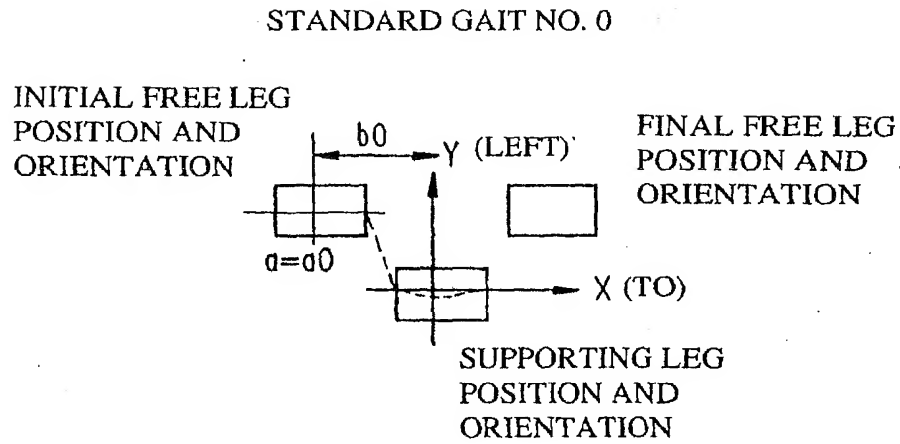 STANDARD GAIT NO. 0
INITIAL FREE LEG
POSITION AND
ORIENTATION
b0
Y (LEFT)
FINAL FREE LEG
POSITION AND
ORIENTATION
a=a0
X (TO)
SUPPORTING LEG
POSITION AND
ORIENTATION